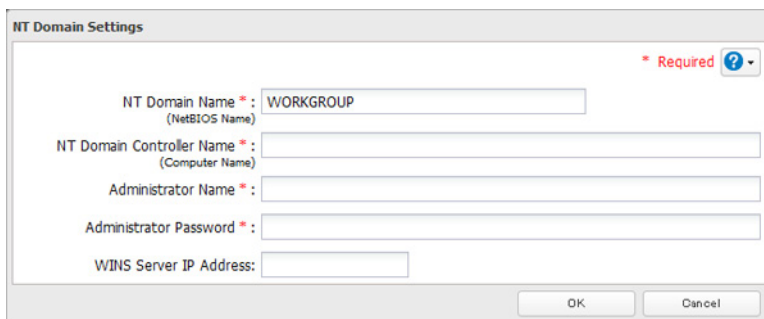 NT Domain Settings
* Required
NT Domain Name * : WORKGROUP
(NetBIOS Name)
NT Domain Controller Name * :
(Computer Name)
Administrator Name * :
Administrator Password * :
WINS Server IP Address:
OK Cancel